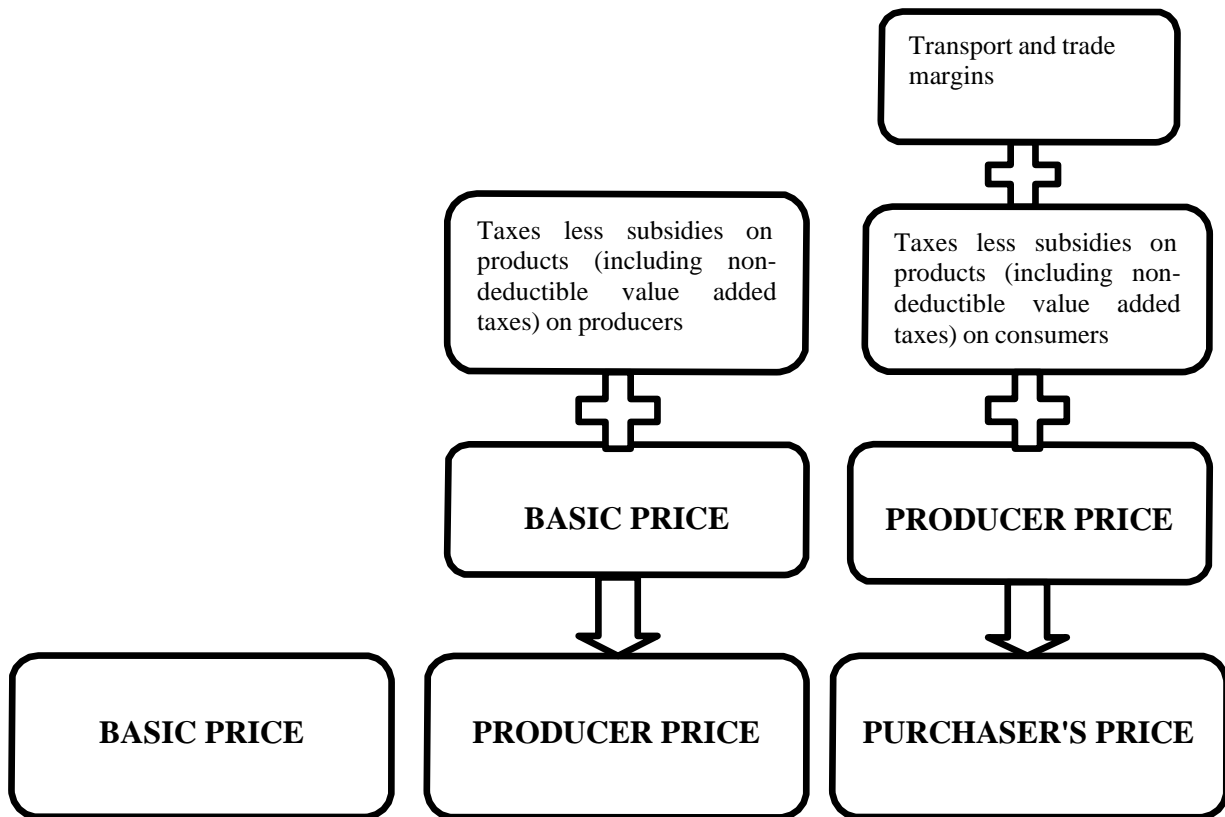 Transport and trade
margins
Taxes less subsidies on
products (including non-
deductible value added
taxes) on producers
Taxes less subsidies on
products (including non-
deductible value added
taxes) on consumers
BASIC PRICE
PRODUCER PRICE
BASIC PRICE
PRODUCER PRICE
PURCHASER'S PRICE